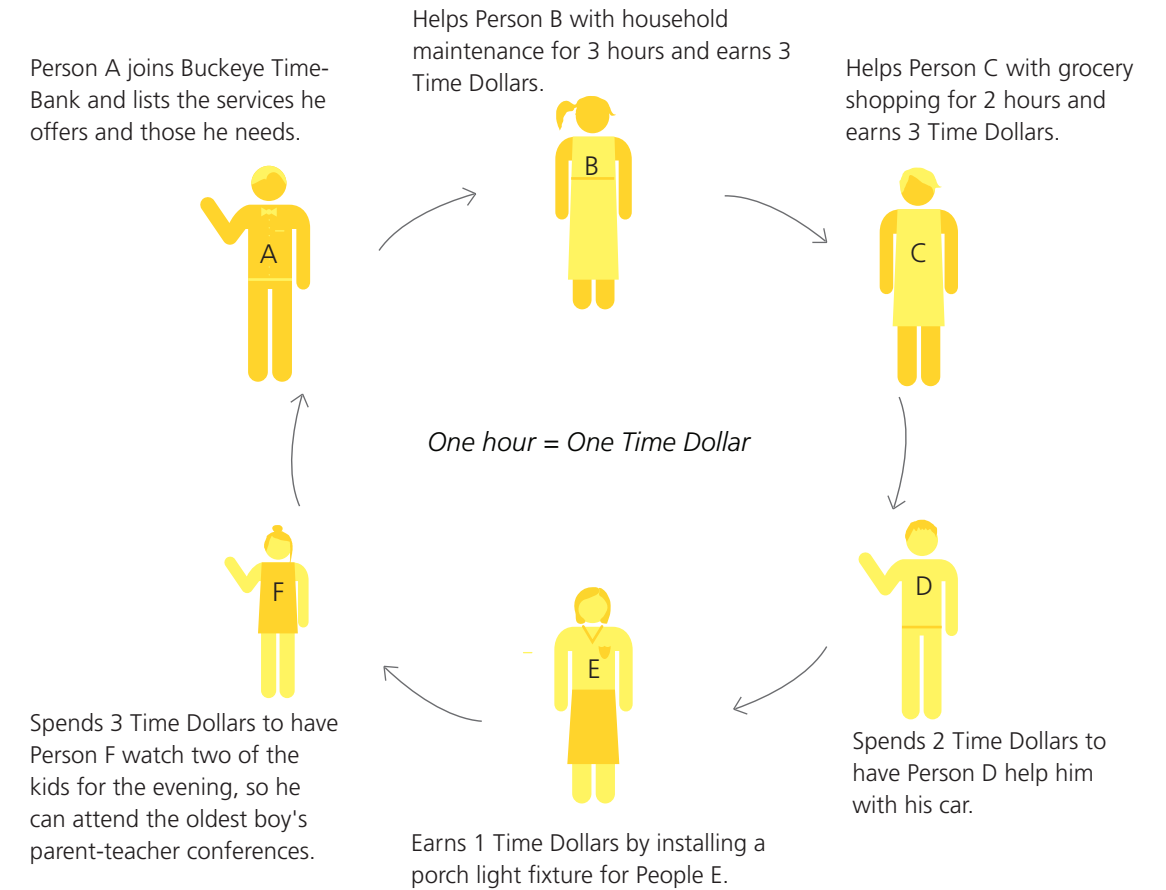 Person A joins Buckeye Time-
Bank and lists the services he
offers and those he needs.
A
Helps Person B with household
maintenance for 3 hours and earns 3
Time Dollars.
B
Helps Person C with grocery
shopping for 2 hours and
earns 3 Time Dollars.
C
One hour = One Time Dollar
D
Spends 2 Time Dollars to
have Person D help him
with his car.
E
Earns 1 Time Dollars by installing a
porch light fixture for People E.
F
Spends 3 Time Dollars to have
Person F watch two of the
kids for the evening, so he
can attend the oldest boy's
parent-teacher conferences.